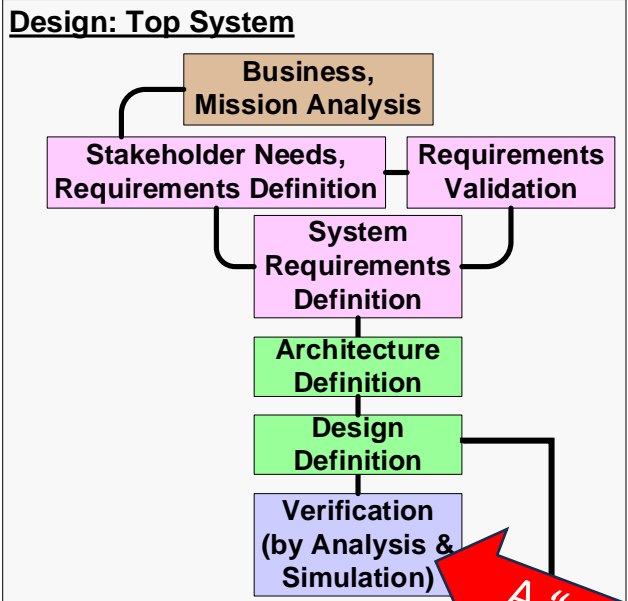 Design: Top System
Business,
Mission Analysis
Stakeholder Needs,
Requirements Definition
Requirements
Validation
System
Requirements
Definition
Architecture
Definition
Design
Definition
Verification
(by Analysis &
Simulation)
A "